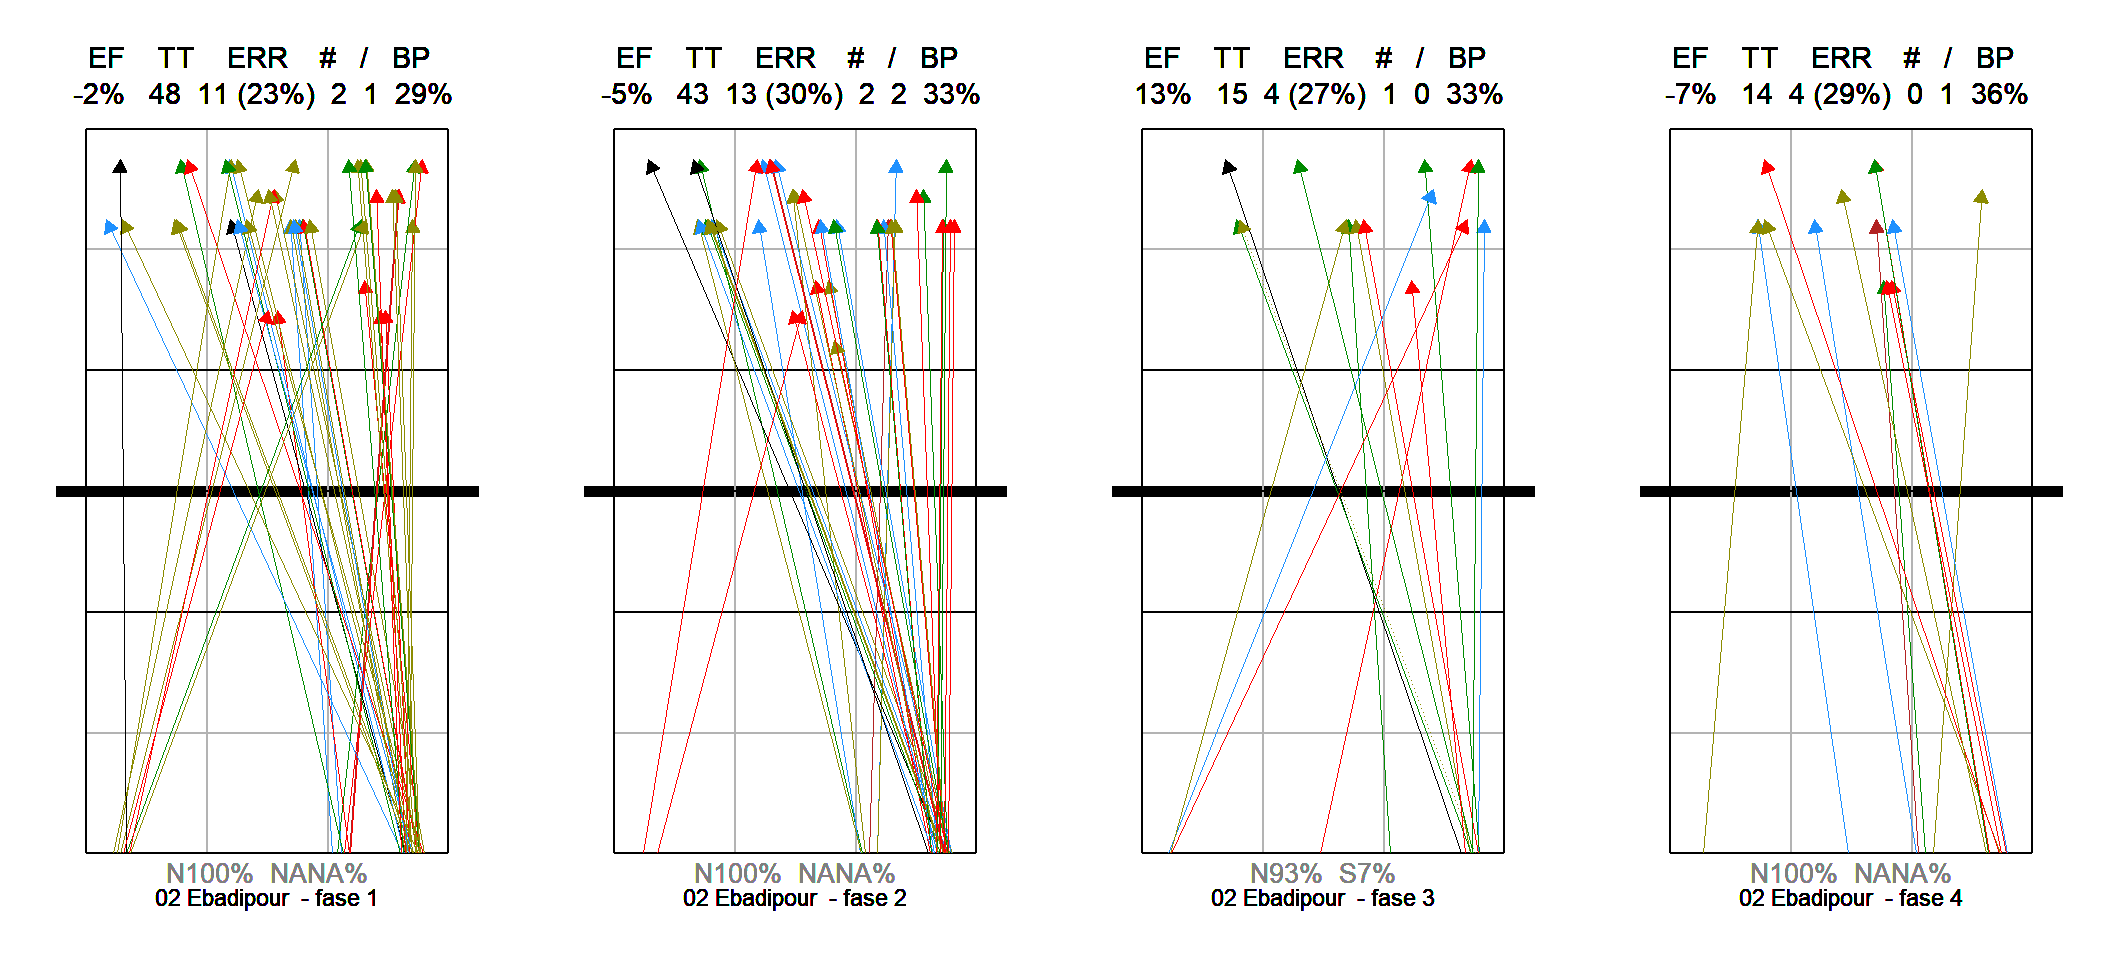 EF TT ERR # / BP
-2% 48 11 (23%) 2 1 29%
N100% NANA%
02 Ebadipour - fase 1
EF TT ERR # / BP
-5% 43 13 (30%) 2 2 33%
N100% NANA%
02 Ebadipour - fase 2
EF TT ERR # / BP
13% 15 4 (27%) 1 0 33%
N93% S7%
02 Ebadipour - fase 3
EF TT ERR # / BP
-7% 14 4 (29%) 0 1 36%
N100% NANA%
02 Ebadipour - fase 4